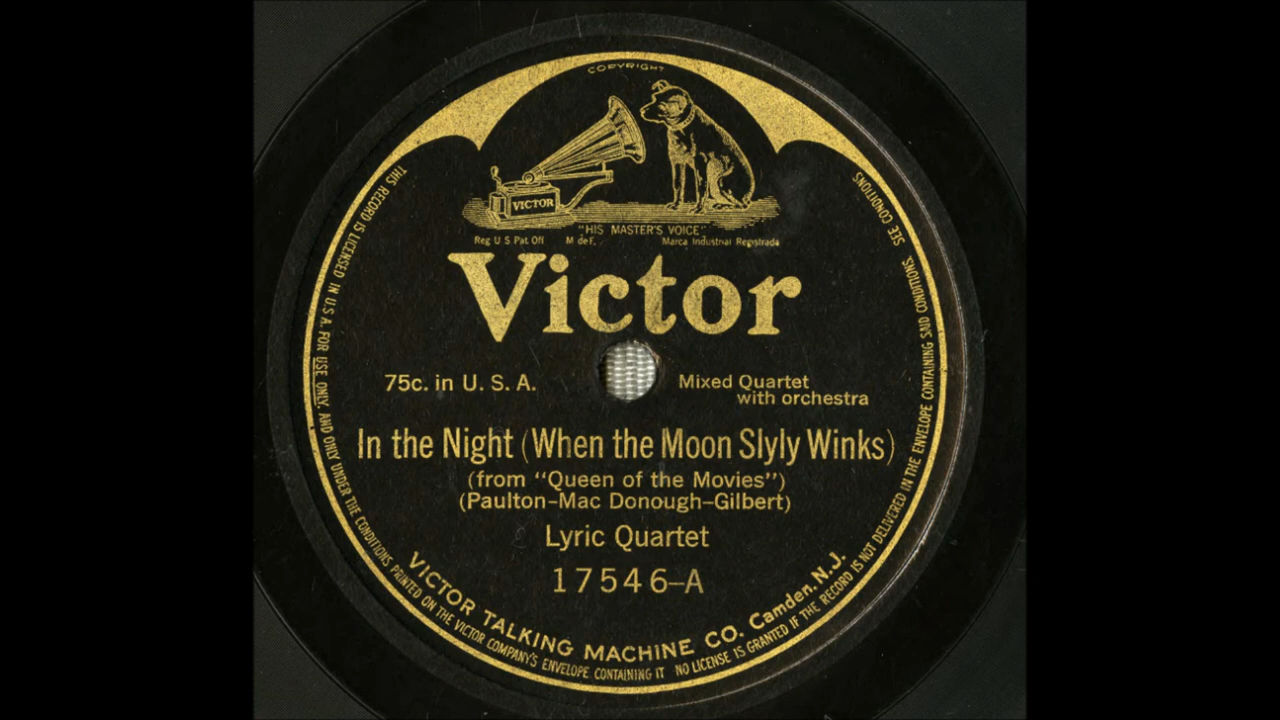 COPYRIGHT
VICTOR
"HIS MASTER'S VOICE"
Reg U S Pat Off M de F. Marca Industrial Registrada
Victor
75c. in U. S. A.
Mixed Quartet
with orchestra
In the Night (When the Moon Slyly Winks)
(from "Queen of the Movies")
(Paulton–Mac Donough–Gilbert)
Lyric Quartet
17546–A
VICTOR TALKING MACHINE CO. Camden, N.J.
THIS RECORD IS LICENSED IN U.S.A. FOR USE ONLY, AND ONLY UNDER THE CONDITIONS PRINTED ON THE VICTOR COMPANY'S ENVELOPE CONTAINING IT NO LICENSE IS GRANTED IF THE RECORD IS NOT DELIVERED IN THE ENVELOPE CONTAINING SAID CONDITIONS. SEE CONDITIONS